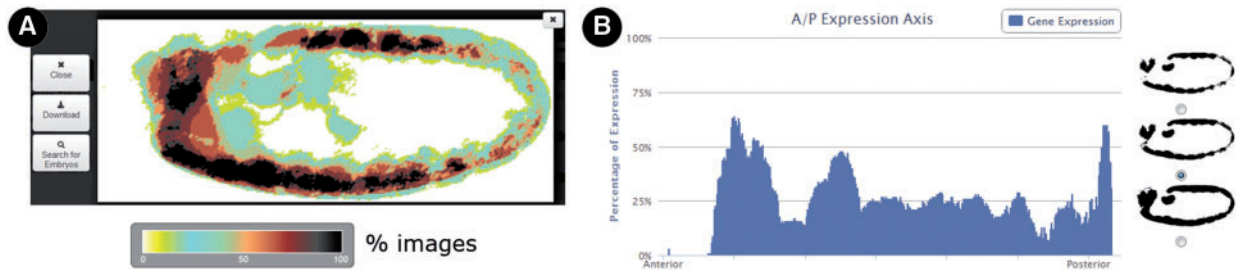 A
✖
✖
Close
Download
Search for
Embryos
0
50
100
% images
B
A/P Expression Axis
Gene Expression
Percentage of Expression
100%
75%
50%
25%
0%
Anterior
Posterior